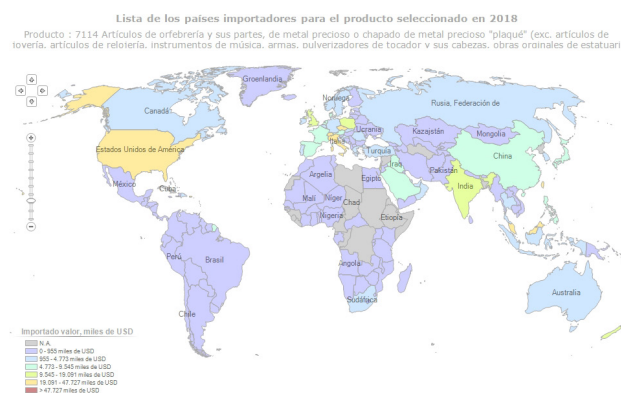 Lista de los países importadores para el producto seleccionado en 2018
Producto : 7114 Artículos de orfebrería y sus partes, de metal precioso o chapado de metal precioso "plaqué" (exc. artículos de
joyería, artículos de relojería, instrumentos de música, armas, pulverizadores de tocador y sus cabezas, obras orginales de estatuari
Groenlandia
Noruega
Rusia, Federación de
Canadá
Ucrania
Kazajstán
Mongolia
Italia
Turquía
Estados Unidos de América
China
Iraq
Pakistán
Argelia
Egipto
México
Cuba
India
Malí
Níger
Chad
Nigeria
Etiopía
Perú
Brasil
Angola
Australia
Sudáfrica
Chile
Importado valor, miles de USD
N.A.
0 - 955 miles de USD
955 - 4.773 miles de USD
4.773 - 9.545 miles de USD
9.545 - 19.091 miles de USD
19.091 - 47.727 miles de USD
> 47.727 miles de USD